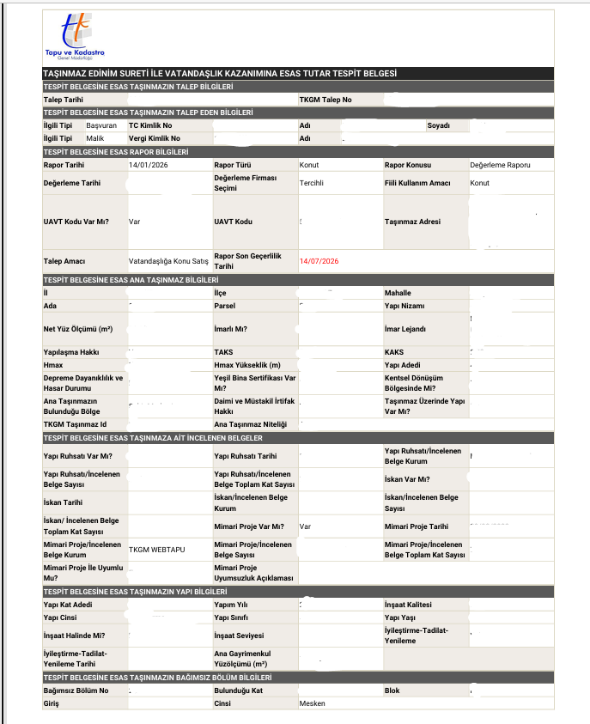 Tapu ve Kadastro
Genel Müdürlüğü
TAŞINMAZ EDİNİM SURETİ İLE VATANDAŞLIK KAZANIMINA ESAS TUTAR TESPİT BELGESİ
TESPİT BELGESİNE ESAS TAŞINMAZIN TALEP BİLGİLERİ
Talep Tarihi TKGM Talep No
TESPİT BELGESİNE ESAS TAŞINMAZIN TALEP EDEN BİLGİLERİ
İlgili Tipi Başvuran TC Kimlik No Adı Soyadı
İlgili Tipi Malik Vergi Kimlik No Adı
TESPİT BELGESİNE ESAS RAPOR BİLGİLERİ
Rapor Tarihi 14/01/2026 Rapor Türü Konut Rapor Konusu Değerleme Raporu
Değerleme Tarihi Değerleme Firması Seçimi Tercihli Fiili Kullanım Amacı Konut
UAVT Kodu Var Mı? Var UAVT Kodu Taşınmaz Adresi
Talep Amacı Vatandaşlığa Konu Satış Rapor Son Geçerlilik Tarihi 14/07/2026
TESPİT BELGESİNE ESAS ANA TAŞINMAZ BİLGİLERİ
İl İlçe Mahalle
Ada Parsel Yapı Nizamı
Net Yüz Ölçümü (m²) İmarlı Mı? İmar Lejandı
Yapılaşma Hakkı TAKS KAKS
Hmax Hmax Yükseklik (m) Yapı Adedi
Depreme Dayanıklılık ve Hasar Durumu Yeşil Bina Sertifikası Var Mı? Kentsel Dönüşüm Bölgesinde Mi?
Ana Taşınmazın Bulunduğu Bölge Daimi ve Müstakil İrtifak Hakkı Taşınmaz Üzerinde Yapı Var Mı?
TKGM Taşınmaz Id Ana Taşınmaz Niteliği
TESPİT BELGESİNE ESAS TAŞINMAZA AİT İNCELENEN BELGELER
Yapı Ruhsatı Var Mı? Yapı Ruhsatı Tarihi Yapı Ruhsatı/İncelenen Belge Kurum
Yapı Ruhsatı/İncelenen Belge Sayısı Yapı Ruhsatı/İncelenen Belge Toplam Kat Sayısı İskan Var Mı?
İskan Tarihi İskan/İncelenen Belge Kurum İskan/İncelenen Belge Sayısı
İskan/ İncelenen Belge Toplam Kat Sayısı Mimari Proje Var Mı? Var Mimari Proje Tarihi
Mimari Proje/İncelenen Belge Kurum TKGM WEBTAPU Mimari Proje/İncelenen Belge Sayısı Mimari Proje/İncelenen Belge Toplam Kat Sayısı
Mimari Proje İle Uyumlu Mu? Mimari Proje Uyumsuzluk Açıklaması
TESPİT BELGESİNE ESAS TAŞINMAZIN YAPI BİLGİLERİ
Yapı Kat Adedi Yapım Yılı İnşaat Kalitesi
Yapı Cinsi Yapı Sınıfı Yapı Yaşı
İnşaat Halinde Mi? İnşaat Seviyesi İyileştirme-Tadilat-Yenileme
İyileştirme-Tadilat-Yenileme Tarihi Ana Gayrimenkul Yüzölçümü (m²)
TESPİT BELGESİNE ESAS TAŞINMAZIN BAĞIMSIZ BÖLÜM BİLGİLERİ
Bağımsız Bölüm No Bulunduğu Kat Blok
Giriş Cinsi Mesken